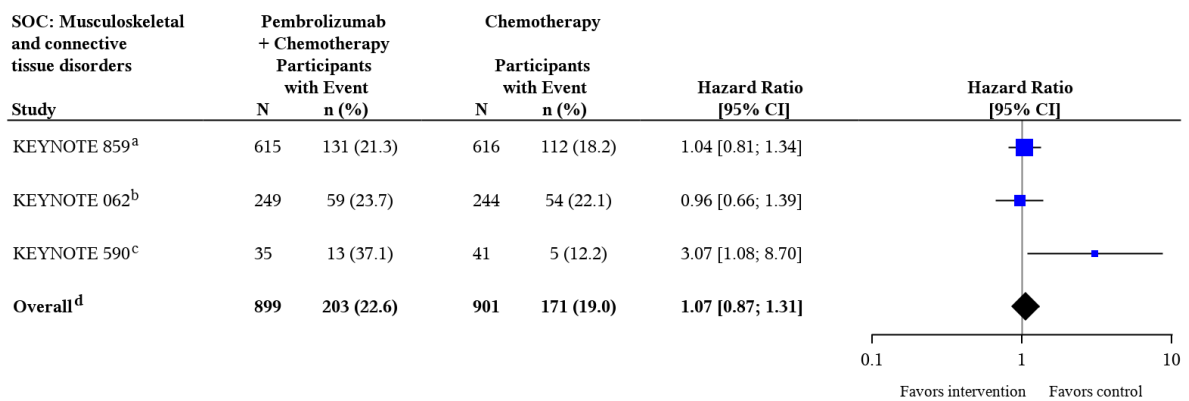 SOC: Musculoskeletal Pembrolizumab Chemotherapy
and connective + Chemotherapy
tissue disorders Participants Participants
with Event with Event Hazard Ratio Hazard Ratio
Study N n (%) N n (%) [95% CI] [95% CI]
KEYNOTE 859a 615 131 (21.3) 616 112 (18.2) 1.04 [0.81; 1.34]
KEYNOTE 062b 249 59 (23.7) 244 54 (22.1) 0.96 [0.66; 1.39]
KEYNOTE 590c 35 13 (37.1) 41 5 (12.2) 3.07 [1.08; 8.70]
Overalld 899 203 (22.6) 901 171 (19.0) 1.07 [0.87; 1.31]
0.1 1 10
Favors intervention Favors control